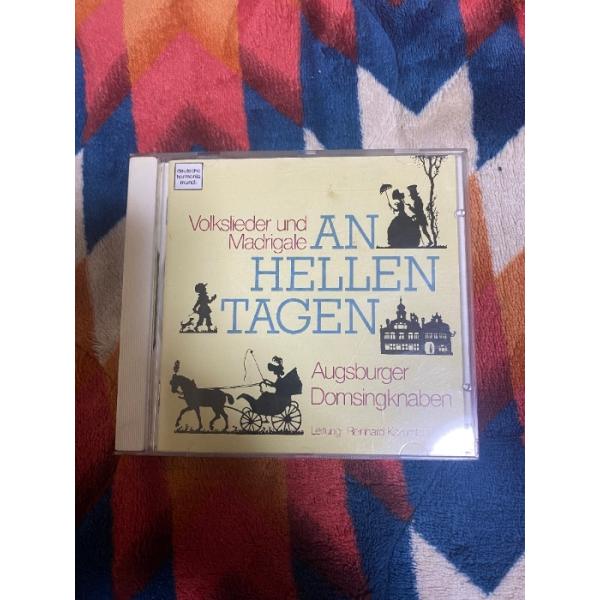 deutsche
harmonia
mundi
Volkslieder und
Madrigale
AN
HELLEN
TAGEN
Augsburger
Domsingknaben
Leitung: Reinhard